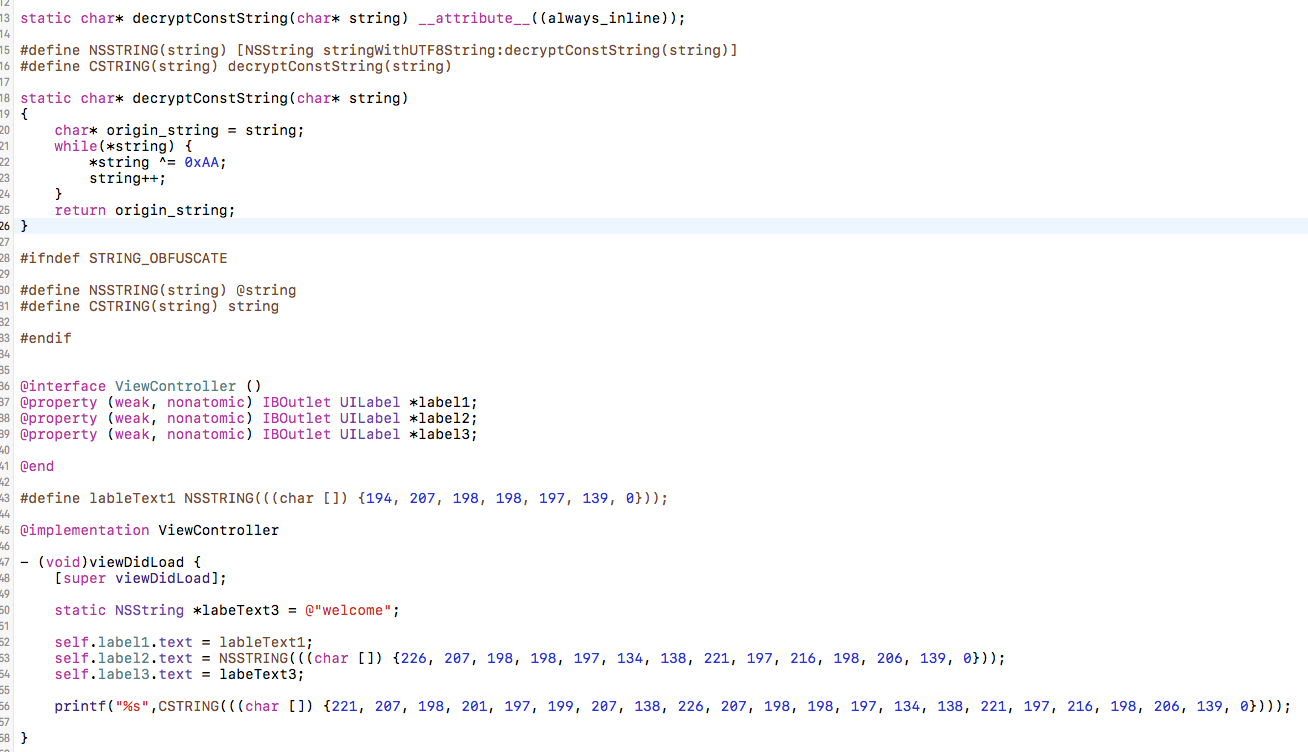 12
13 static char* decryptConstString(char* string) __attribute__((always_inline));
14
15 #define NSSTRING(string) [NSString stringWithUTF8String:decryptConstString(string)]
16 #define CSTRING(string) decryptConstString(string)
17
18 static char* decryptConstString(char* string)
19 {
20     char* origin_string = string;
21     while(*string) {
22         *string ^= 0xAA;
23         string++;
24     }
25     return origin_string;
26 }
27
28 #ifndef STRING_OBFUSCATE
29
30 #define NSSTRING(string) @string
31 #define CSTRING(string) string
32
33 #endif
34
35
36 @interface ViewController ()
37 @property (weak, nonatomic) IBOutlet UILabel *label1;
38 @property (weak, nonatomic) IBOutlet UILabel *label2;
39 @property (weak, nonatomic) IBOutlet UILabel *label3;
40
41 @end
42
43 #define lableText1 NSSTRING(((char []) {194, 207, 198, 198, 197, 139, 0}));
44
45 @implementation ViewController
46
47 - (void)viewDidLoad {
48     [super viewDidLoad];
49
50     static NSString *labeText3 = @"welcome";
51
52     self.label1.text = lableText1;
53     self.label2.text = NSSTRING(((char []) {226, 207, 198, 198, 197, 134, 138, 221, 197, 216, 198, 206, 139, 0}));
54     self.label3.text = labeText3;
55
56     printf("%s",CSTRING(((char []) {221, 207, 198, 201, 197, 199, 207, 138, 226, 207, 198, 198, 197, 134, 138, 221, 197, 216, 198, 206, 139, 0})));
57
58 }